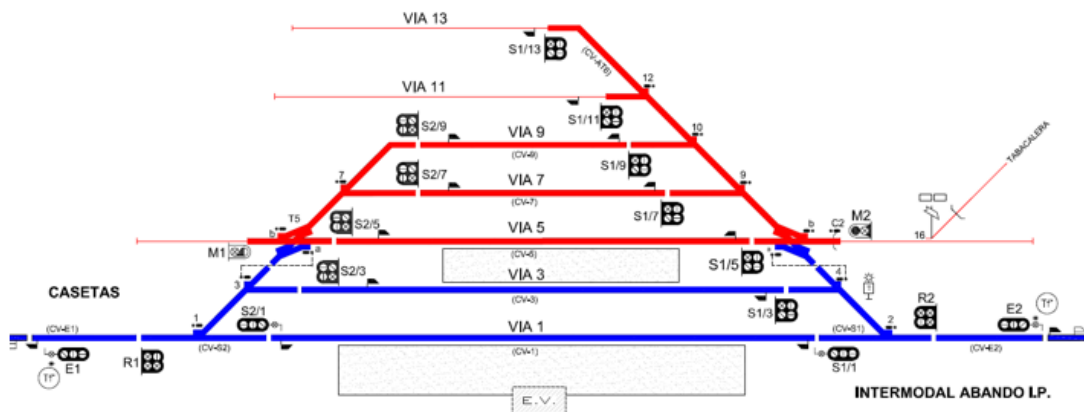 VIA 13
S1/13
(CV-AT6)
12
VIA 11
S1/11
S2/9
VIA 9
(CV-9)
10
S1/9
TABACALERA
S2/7
VIA 7
(CV-7)
7
9
S1/7
T5
S2/5
b
VIA 5
(CV-5)
b
C2
M2
16
M1
a
S1/5
a
S2/3
VIA 3
(CV-3)
CASETAS
3
4
S1/3
R2
E2
1
S2/1
VIA 1
(CV-1)
(CV-E1)
(CV-S2)
(CV-S1)
2
(CV-E2)
E1
R1
S1/1
E.V.
INTERMODAL ABANDO I.P.